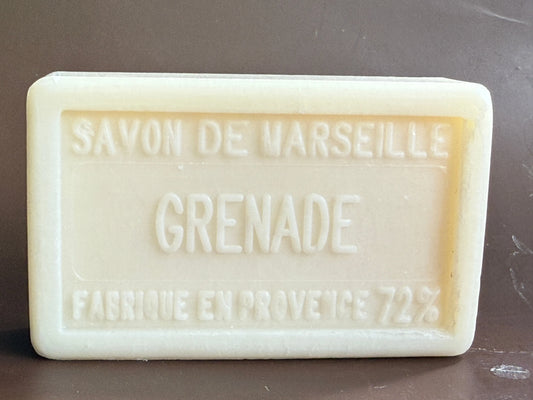 SAVON DE MARSEILLE
GRENADE
FABRIQUE EN PROVENCE 72%